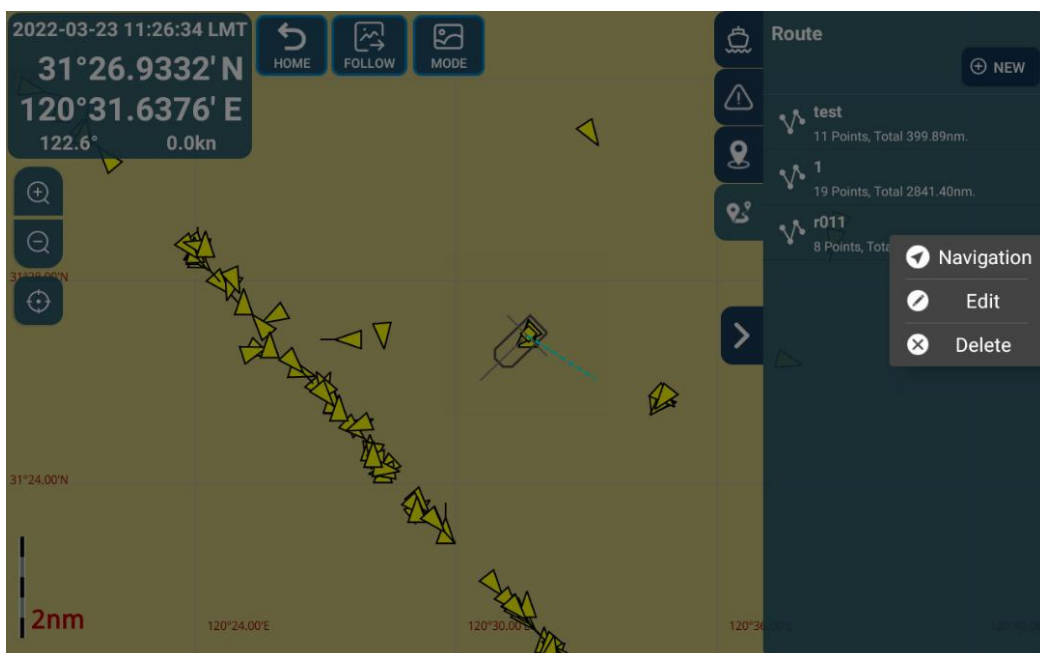 2022-03-23 11:26:34 LMT
31°26.9332' N
120°31.6376' E
122.6° 0.0kn
HOME
FOLLOW
MODE
Route
NEW
test
11 Points, Total 399.89nm.
1
19 Points, Total 2841.40nm.
r011
8 Points, Tota
Navigation
Edit
Delete
31°28.00'N
31°24.00'N
2nm
120°24.00'E
120°30.00'E
120°36